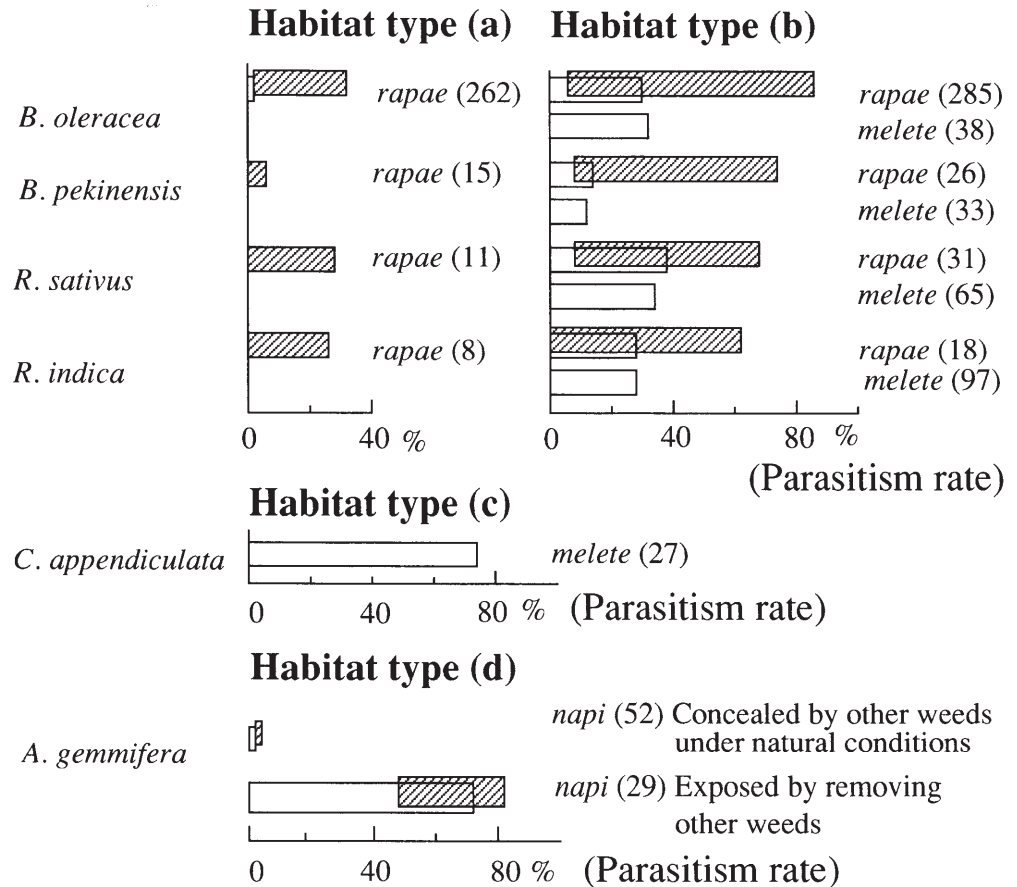 Habitat type (a) Habitat type (b)
B. oleracea rapae (262) rapae (285)
melete (38)
B. pekinensis rapae (15) rapae (26)
melete (33)
R. sativus rapae (11) rapae (31)
melete (65)
R. indica rapae (8) rapae (18)
melete (97)
0 40 % 0 40 80 %
(Parasitism rate)
Habitat type (c)
C. appendiculata melete (27)
0 40 80 % (Parasitism rate)
Habitat type (d)
A. gemmifera napi (52) Concealed by other weeds
under natural conditions
napi (29) Exposed by removing
other weeds
0 40 80 % (Parasitism rate)